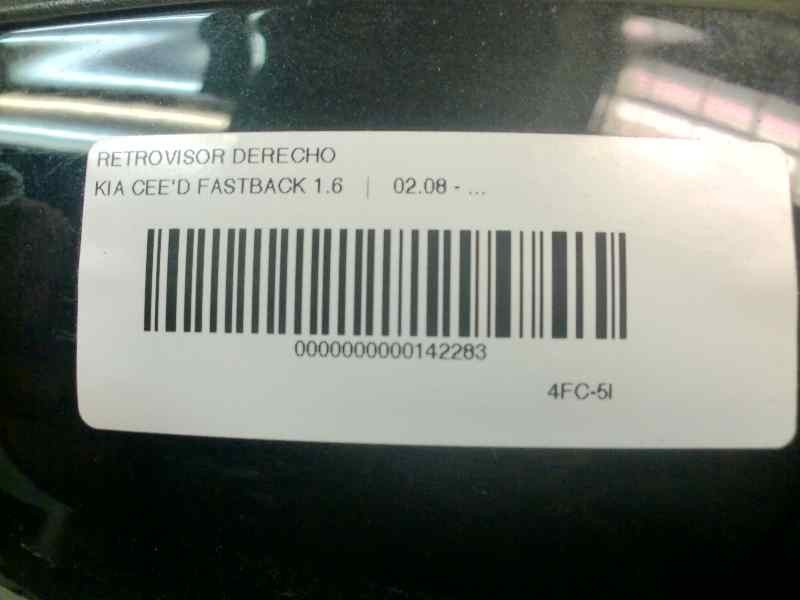 RETROVISOR DERECHO
KIA CEE'D FASTBACK 1.6 | 02.08 - ...
0000000000142283
4FC-5I